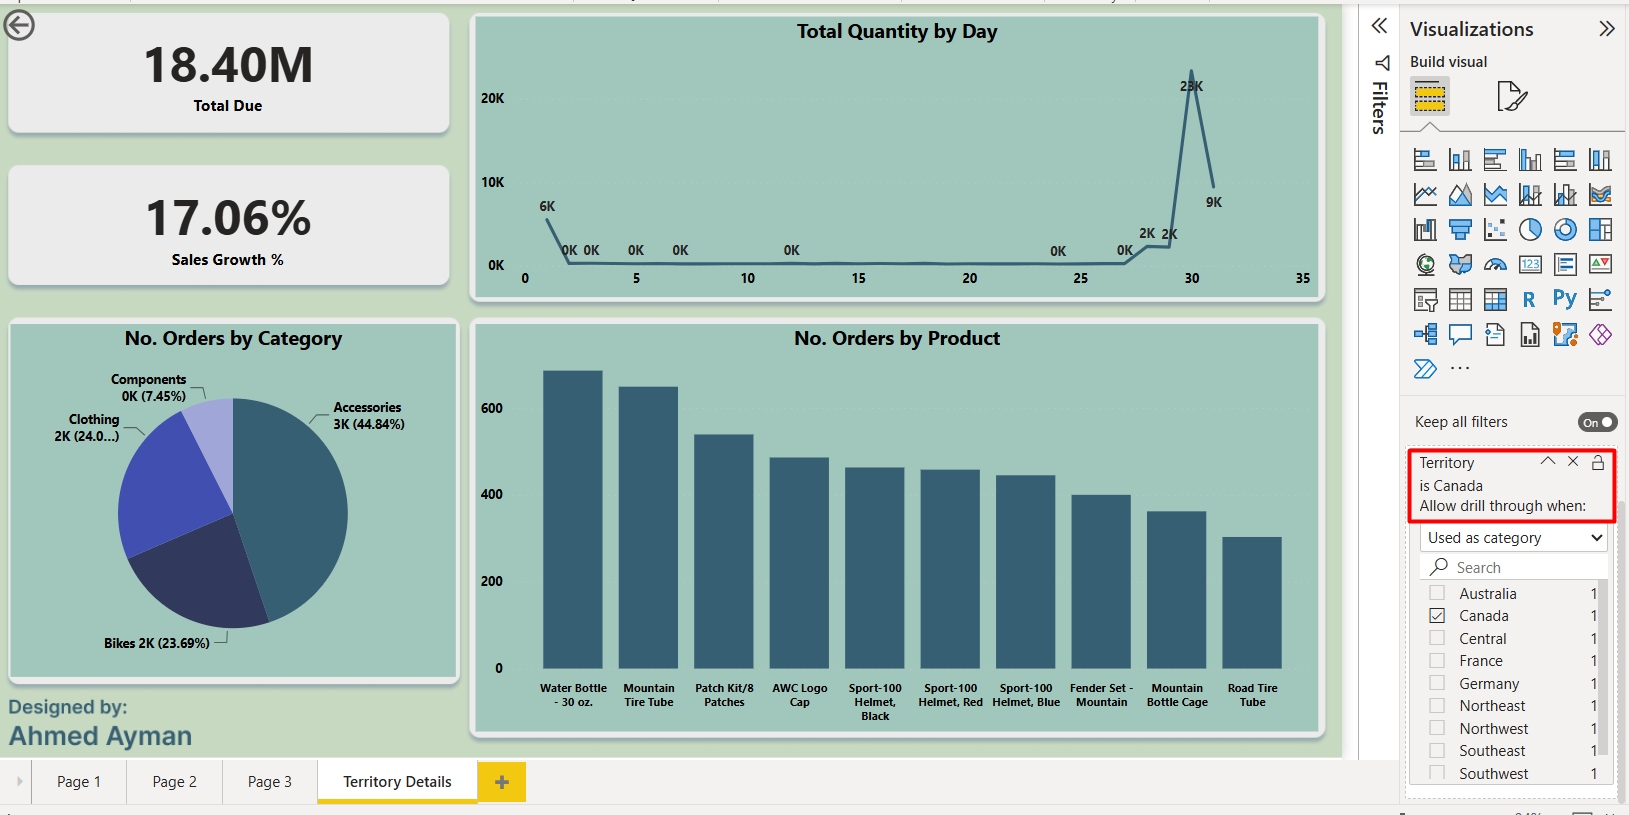 18.40M
Total Due
17.06%
Sales Growth %
Total Quantity by Day
20K
10K
0K
6K
0K
0K
0K
0K
0K
0K
0K
2K
2K
23K
9K
0
5
10
15
20
25
30
35
No. Orders by Category
Components
0K (7.45%)
Clothing
2K (24.0...)
Accessories
3K (44.84%)
Bikes 2K (23.69%)
No. Orders by Product
600
400
200
0
Water Bottle
- 30 oz.
Mountain
Tire Tube
Patch Kit/8
Patches
AWC Logo
Cap
Sport-100
Helmet,
Black
Sport-100
Helmet, Red
Sport-100
Helmet, Blue
Fender Set -
Mountain
Mountain
Bottle Cage
Road Tire
Tube
Designed by:
Ahmed Ayman
Page 1
Page 2
Page 3
Territory Details
+
Filters
Visualizations
Build visual
123
R
Py
...
Keep all filters
On
Territory
is Canada
Allow drill through when:
Used as category
Search
Australia 1
Canada 1
Central 1
France 1
Germany 1
Northeast 1
Northwest 1
Southeast 1
Southwest 1